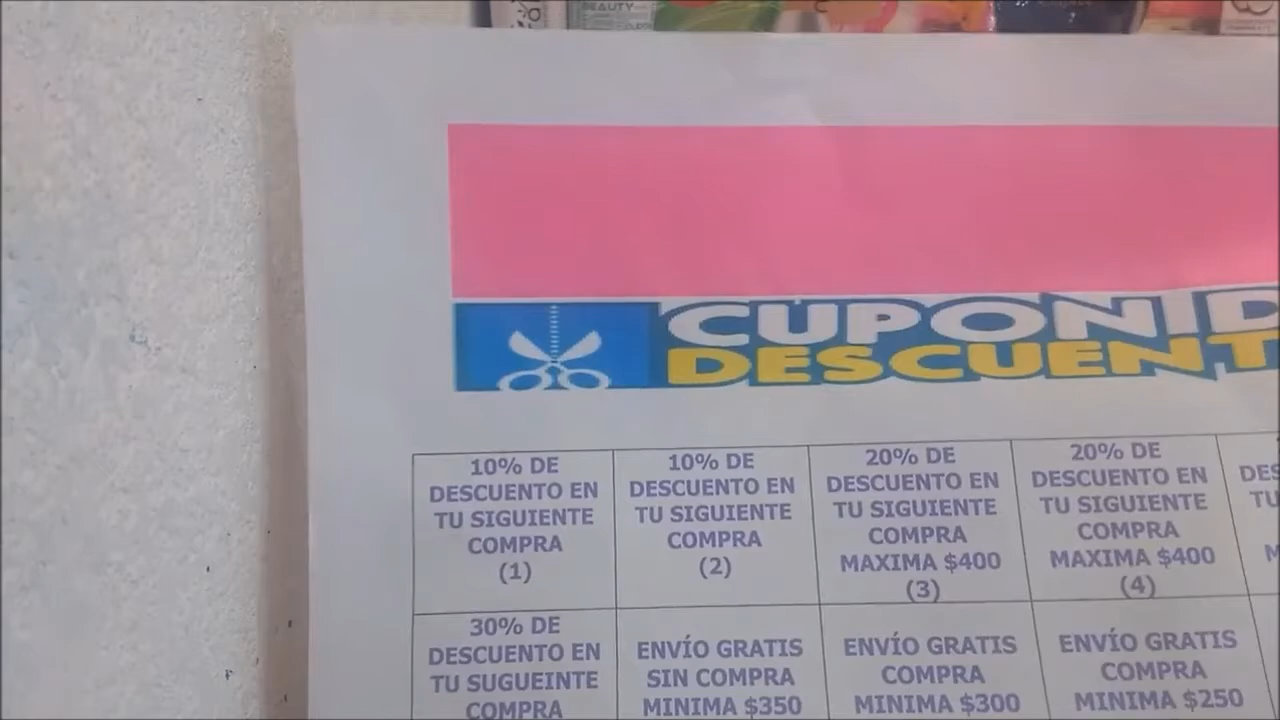 BEAUTY
CUPON D
DESCUENT
10% DE
DESCUENTO EN
TU SIGUIENTE
COMPRA
(1)
10% DE
DESCUENTO EN
TU SIGUIENTE
COMPRA
(2)
20% DE
DESCUENTO EN
TU SIGUIENTE
COMPRA
MAXIMA $400
(3)
20% DE
DESCUENTO EN
TU SIGUIENTE
COMPRA
MAXIMA $400
(4)
DES
TU
M
30% DE
DESCUENTO EN
TU SUGUEINTE
COMPRA
ENVÍO GRATIS
SIN COMPRA
MINIMA $350
ENVÍO GRATIS
COMPRA
MINIMA $300
ENVÍO GRATIS
COMPRA
MINIMA $250